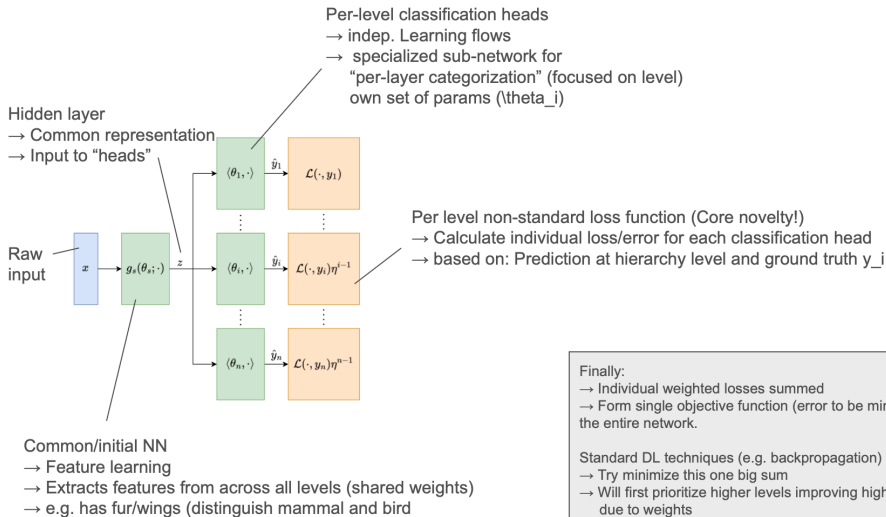 Per-level classification heads
→ indep. Learning flows
→ specialized sub-network for
“per-layer categorization” (focused on level)
own set of params (\theta_i)
Hidden layer
→ Common representation
→ Input to “heads”
⟨θ₁, ·⟩
ŷ₁
ℒ(·, y₁)
Raw
input
x
gₛ(θₛ; ·)
z
⟨θᵢ, ·⟩
ŷᵢ
ℒ(·, yᵢ)ηⁱ⁻¹
Per level non-standard loss function (Core novelty!)
→ Calculate individual loss/error for each classification head
→ based on: Prediction at hierarchy level and ground truth y_i
⟨θₙ, ·⟩
ŷₙ
ℒ(·, yₙ)ηⁿ⁻¹
Common/initial NN
→ Feature learning
→ Extracts features from across all levels (shared weights)
→ e.g. has fur/wings (distinguish mammal and bird
Finally:
→ Individual weighted losses summed
→ Form single objective function (error to be
the entire network.
Standard DL techniques (e.g. backpropagation)
→ Try minimize this one big sum
→ Will first prioritize higher levels improving
due to weights